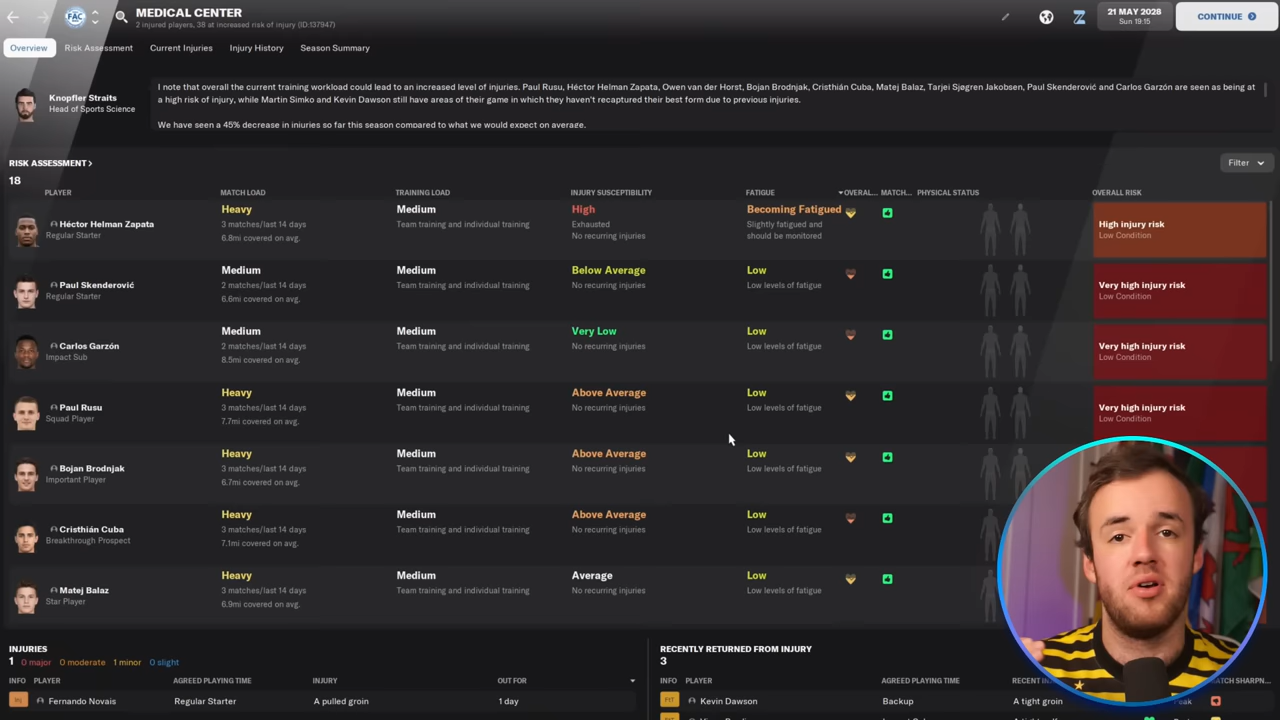 MEDICAL CENTER
2 injured players, 38 at increased risk of injury (ID:137947)
FAC
21 MAY 2028
Sun 19:15
CONTINUE
Overview
Risk Assessment
Current Injuries
Injury History
Season Summary
Knopfler Straits
Head of Sports Science
I note that overall the current training workload could lead to an increased level of injuries. Paul Rusu, Héctor Helman Zapata, Owen van der Horst, Bojan Brodnjak, Cristhián Cuba, Matej Balaz, Tarjei Sjøgren Jakobsen, Paul Skenderović and Carlos Garzón are seen as being at
a high risk of injury, while Martin Simko and Kevin Dawson still have areas of their game in which they haven't recaptured their best form due to previous injuries.
We have seen a 45% decrease in injuries so far this season compared to what we would expect on average.
RISK ASSESSMENT >
18
Filter
PLAYER MATCH LOAD TRAINING LOAD INJURY SUSCEPTIBILITY FATIGUE OVERAL... MATCH... PHYSICAL STATUS OVERALL RISK
Heavy Medium High Becoming Fatigued
Héctor Helman Zapata 3 matches/last 14 days Team training and individual training Exhausted Slightly fatigued and High injury risk
Regular Starter 6.8mi covered on avg. No recurring injuries should be monitored Low Condition
Medium Medium Below Average Low
Paul Skenderović 2 matches/last 14 days Team training and individual training No recurring injuries Low levels of fatigue Very high injury risk
Regular Starter 6.6mi covered on avg. Low Condition
Medium Medium Very Low Low
Carlos Garzón 2 matches/last 14 days Team training and individual training No recurring injuries Low levels of fatigue Very high injury risk
Impact Sub 8.5mi covered on avg. Low Condition
Heavy Medium Above Average Low
Paul Rusu 3 matches/last 14 days Team training and individual training No recurring injuries Low levels of fatigue Very high injury risk
Squad Player 7.7mi covered on avg. Low Condition
Heavy Medium Above Average Low
Bojan Brodnjak 3 matches/last 14 days Team training and individual training No recurring injuries Low levels of fatigue
Important Player 6.7mi covered on avg.
Heavy Medium Above Average Low
Cristhián Cuba 3 matches/last 14 days Team training and individual training No recurring injuries Low levels of fatigue
Breakthrough Prospect 7.1mi covered on avg.
Heavy Medium Average Low
Matej Balaz 3 matches/last 14 days Team training and individual training No recurring injuries Low levels of fatigue
Star Player 6.9mi covered on avg.
INJURIES
1 0 major 0 moderate 1 minor 0 slight
INFO PLAYER AGREED PLAYING TIME INJURY OUT FOR
Inj Fernando Novais Regular Starter A pulled groin 1 day
RECENTLY RETURNED FROM INJURY
3
INFO PLAYER AGREED PLAYING TIME RECENT IN MATCH SHARPN...
FIT Kevin Dawson Backup A tight groin Peak